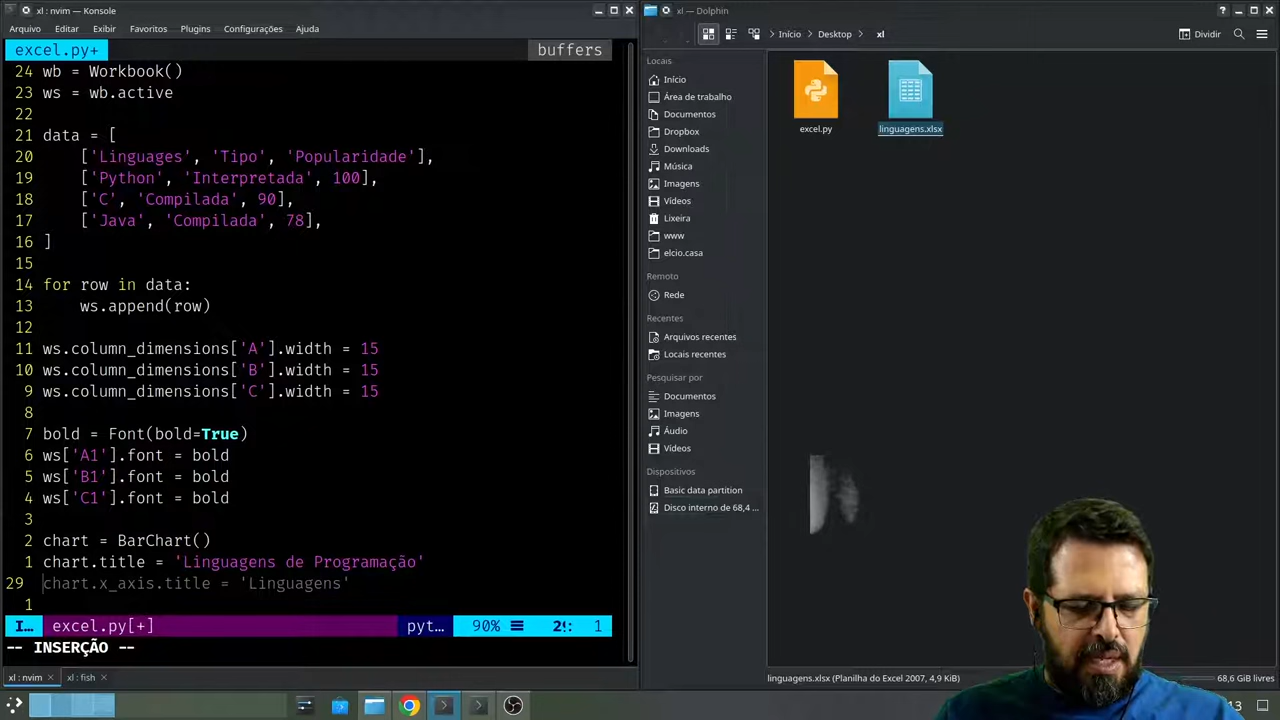 xl : nvim — Konsole
Arquivo Editar Exibir Favoritos Plugins Configurações Ajuda
excel.py+ buffers
24 wb = Workbook()
23 ws = wb.active
22
21 data = [
20 ['Linguages', 'Tipo', 'Popularidade'],
19 ['Python', 'Interpretada', 100],
18 ['C', 'Compilada', 90],
17 ['Java', 'Compilada', 78],
16 ]
15
14 for row in data:
13 ws.append(row)
12
11 ws.column_dimensions['A'].width = 15
10 ws.column_dimensions['B'].width = 15
9 ws.column_dimensions['C'].width = 15
8
7 bold = Font(bold=True)
6 ws['A1'].font = bold
5 ws['B1'].font = bold
4 ws['C1'].font = bold
3
2 chart = BarChart()
1 chart.title = 'Linguagens de Programação'
29 chart.x_axis.title = 'Linguagens'
1
I… excel.py[+] pyt… 90% 29: 1
-- INSERÇÃO --
xl : nvim xl : fish
xl — Dolphin
Início Desktop xl Dividir
Locais
Início
Área de trabalho
Documentos
Dropbox
Downloads
Música
Imagens
Vídeos
Lixeira
www
elcio.casa
Remoto
Rede
Recentes
Arquivos recentes
Locais recentes
Pesquisar por
Documentos
Imagens
Áudio
Vídeos
Dispositivos
Basic data partition
Disco interno de 68,4 ...
excel.py linguagens.xlsx
linguagens.xlsx (Planilha do Excel 2007, 4,9 KiB) 68,6 GiB livres